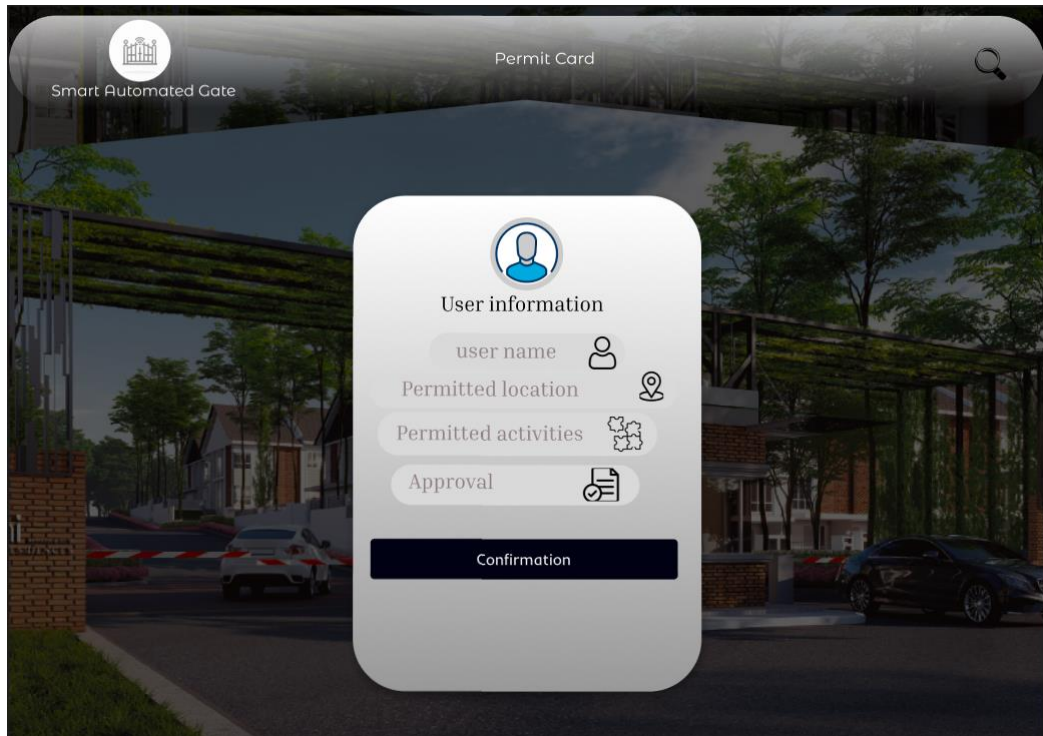 Permit Card
Smart Automated Gate
User information
user name
Permitted location
Permitted activities
Approval
Confirmation